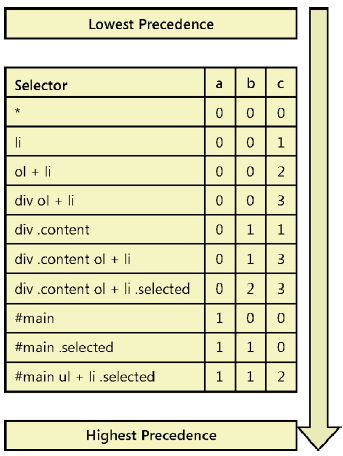 Lowest Precedence
Selector a b c
* 0 0 0
li 0 0 1
ol + li 0 0 2
div ol + li 0 0 3
div .content 0 1 1
div .content ol + li 0 1 3
div .content ol + li .selected 0 2 3
#main 1 0 0
#main .selected 1 1 0
#main ul + li .selected 1 1 2
Highest Precedence